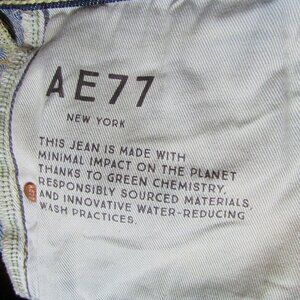 AE77
NEW YORK
THIS JEAN IS MADE WITH
MINIMAL IMPACT ON THE PLANET
THANKS TO GREEN CHEMISTRY,
RESPONSIBLY SOURCED MATERIALS,
AND INNOVATIVE WATER-REDUCING
WASH PRACTICES.